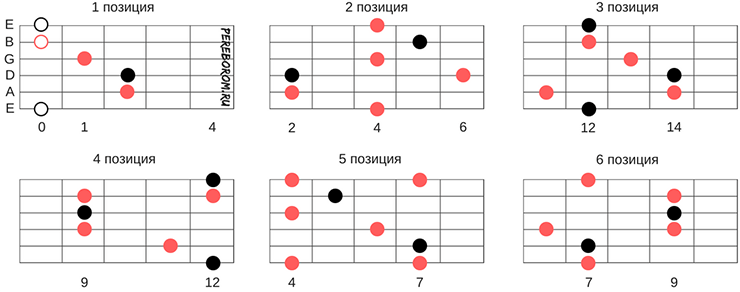 1 позиция
2 позиция
3 позиция
E
B
G
D
A
E
PEREBOROM.RU
0 1 4
2 4 6
12 14
4 позиция
5 позиция
6 позиция
9 12
4 7
7 9